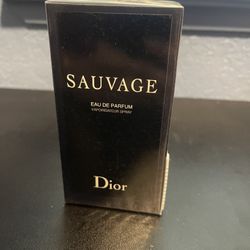 SAUVAGE
EAU DE PARFUM
VAPORISATEUR SPRAY
Dior